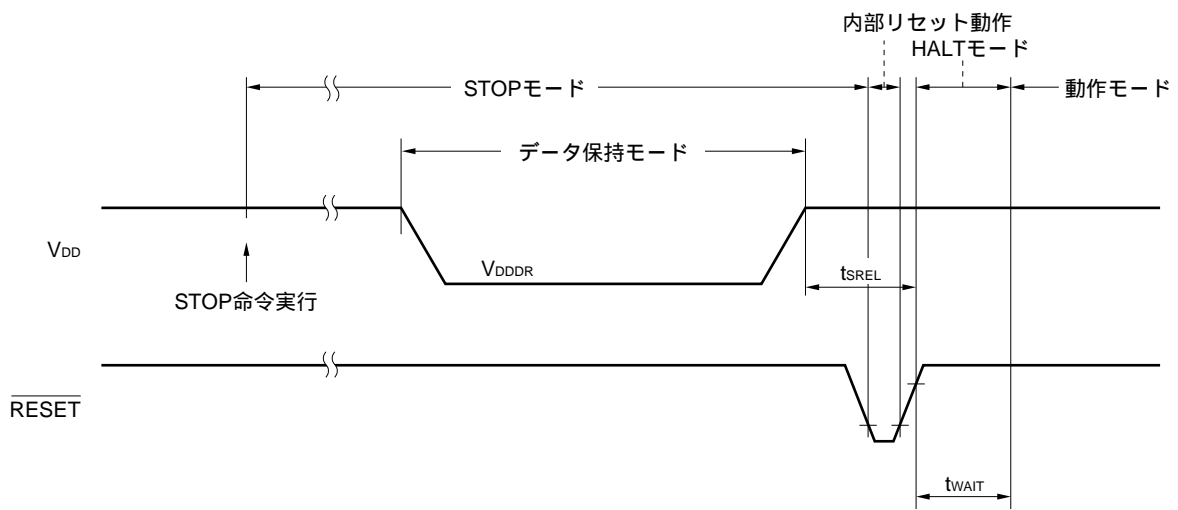 内部リセット動作
HALTモード
STOPモード
動作モード
データ保持モード
VDD
VDDDR
tSREL
STOP命令実行
RESET
tWAIT